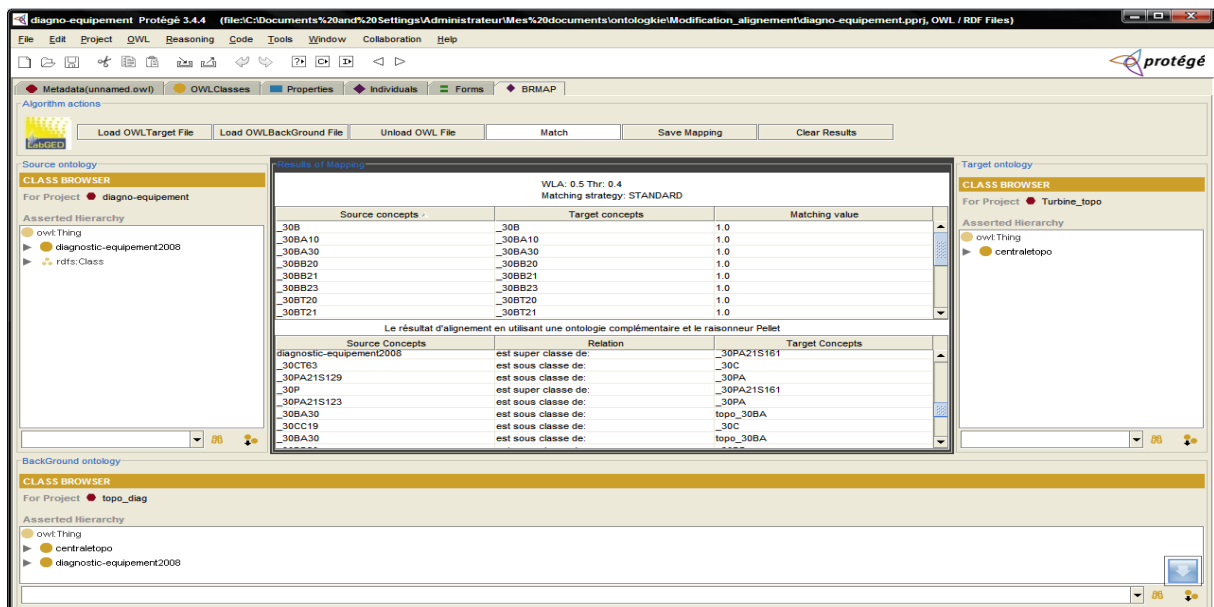 diagno-equipement Protégé 3.4.4 (file:\C:\Documents%20and%20Settings\Administrateur\Mes%20documents\ontologkie\Modification_alignement\diagno-equipement.pprj, OWL / RDF Files)
File Edit Project OWL Reasoning Code Tools Window Collaboration Help
protégé
Metadata(unnamed.owl) OWLClasses Properties Individuals Forms BRMAP
Algorithm actions
LabGED Load OWLTarget File Load OWLBackGround File Unload OWL File Match Save Mapping Clear Results
Source ontology
CLASS BROWSER
For Project diagno-equipement
Asserted Hierarchy
owl:Thing
diagnostic-equipement2008
rdfs:Class
Results of Mapping
WLA: 0.5 Thr: 0.4
Matching strategy: STANDARD
Source concepts Target concepts Matching value
_30B _30B 1.0
_30BA10 _30BA10 1.0
_30BA30 _30BA30 1.0
_30BB20 _30BB20 1.0
_30BB21 _30BB21 1.0
_30BB23 _30BB23 1.0
_30BT20 _30BT20 1.0
_30BT21 _30BT21 1.0
Le résultat d'alignement en utilisant une ontologie complémentaire et le raisonneur Pellet
Source Concepts Relation Target Concepts
diagnostic-equipement2008 est super classe de: _30PA21S161
_30CT63 est sous classe de: _30C
_30PA21S129 est sous classe de: _30PA
_30P est super classe de: _30PA21S161
_30PA21S123 est sous classe de: _30PA
_30BA30 est sous classe de: topo_30BA
_30CC19 est sous classe de: _30C
_30BA30 est sous classe de: topo_30BA
Target ontology
CLASS BROWSER
For Project Turbine_topo
Asserted Hierarchy
owl:Thing
centraletopo
BackGround ontology
CLASS BROWSER
For Project topo_diag
Asserted Hierarchy
owl:Thing
centraletopo
diagnostic-equipement2008